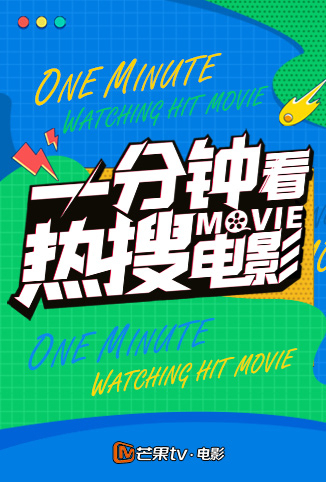 ONE MINUTE
WATCHING HIT MOVIE
一分钟看
MOVIE
热搜电影
ONE MINUTE
WATCHING HIT MOVIE
芒果tv·电影